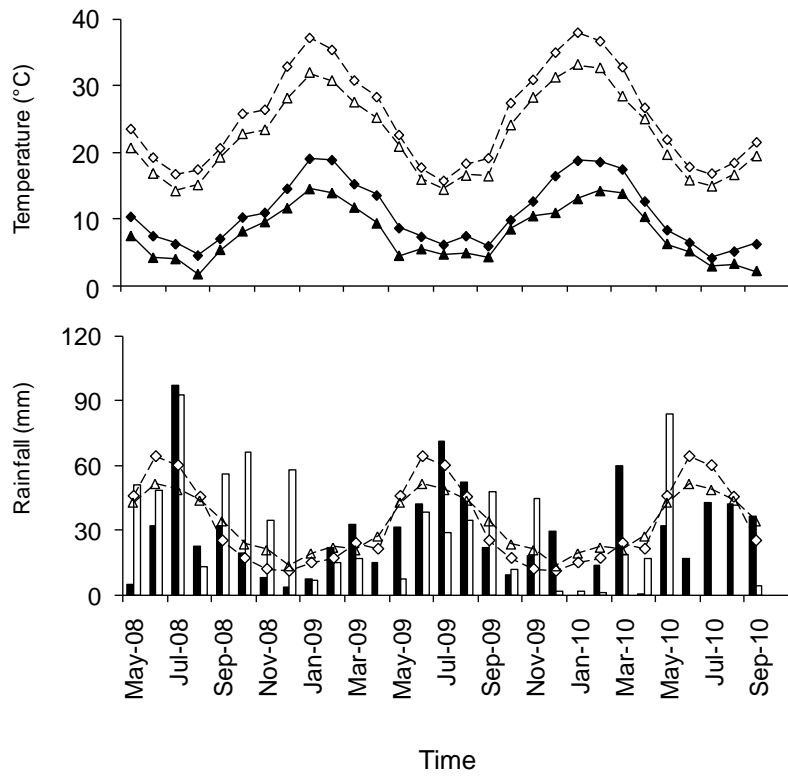 40
30
20
10
0
Temperature (°C)
120
90
60
30
0
Rainfall (mm)
May-08
Jul-08
Sep-08
Nov-08
Jan-09
Mar-09
May-09
Jul-09
Sep-09
Nov-09
Jan-10
Mar-10
May-10
Jul-10
Sep-10
Time